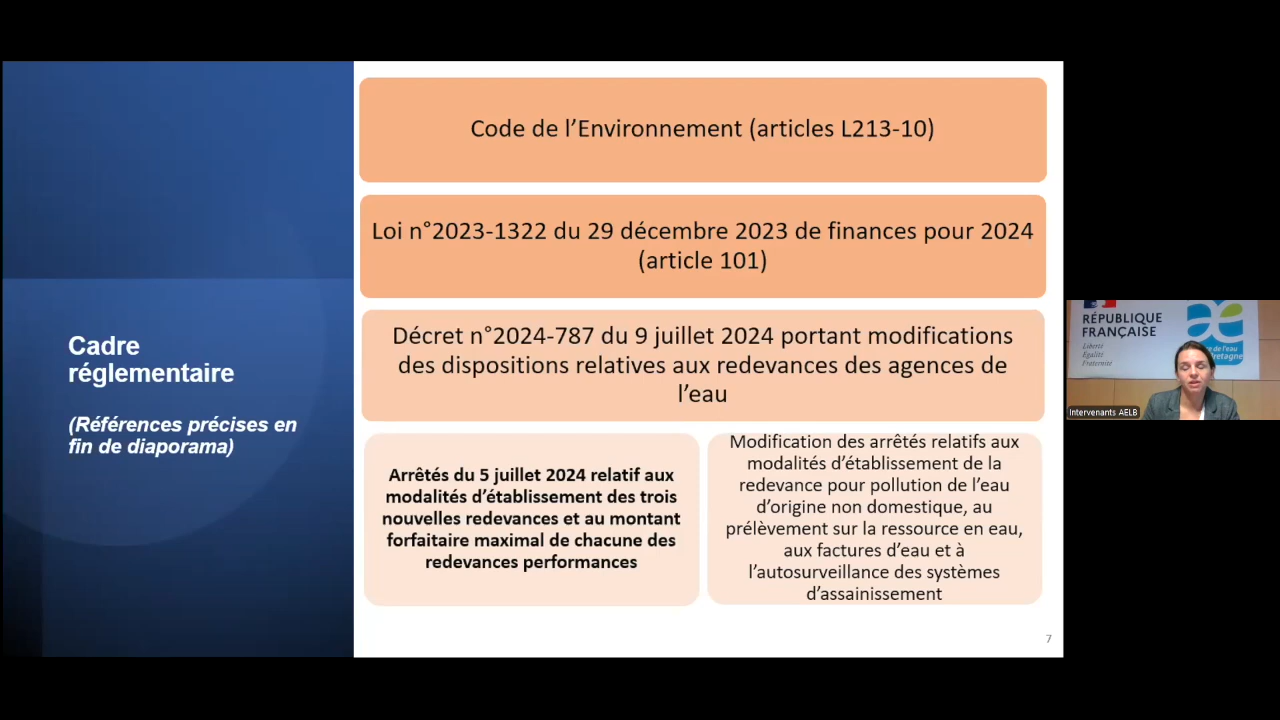 Cadre
réglementaire
(Références précises en
fin de diaporama)
Code de l’Environnement (articles L213-10)
Loi n°2023-1322 du 29 décembre 2023 de finances pour 2024
(article 101)
Décret n°2024-787 du 9 juillet 2024 portant modifications
des dispositions relatives aux redevances des agences de
l’eau
Arrêtés du 5 juillet 2024 relatif aux
modalités d’établissement des trois
nouvelles redevances et au montant
forfaitaire maximal de chacune des
redevances performances
Modification des arrêtés relatifs aux
modalités d’établissement de la
redevance pour pollution de l’eau
d’origine non domestique, au
prélèvement sur la ressource en eau,
aux factures d’eau et à
l’autosurveillance des systèmes
d’assainissement
7
RÉPUBLIQUE
FRANÇAISE
Liberté
Égalité
Fraternité
de l'eau
retagne
Intervenants AELB